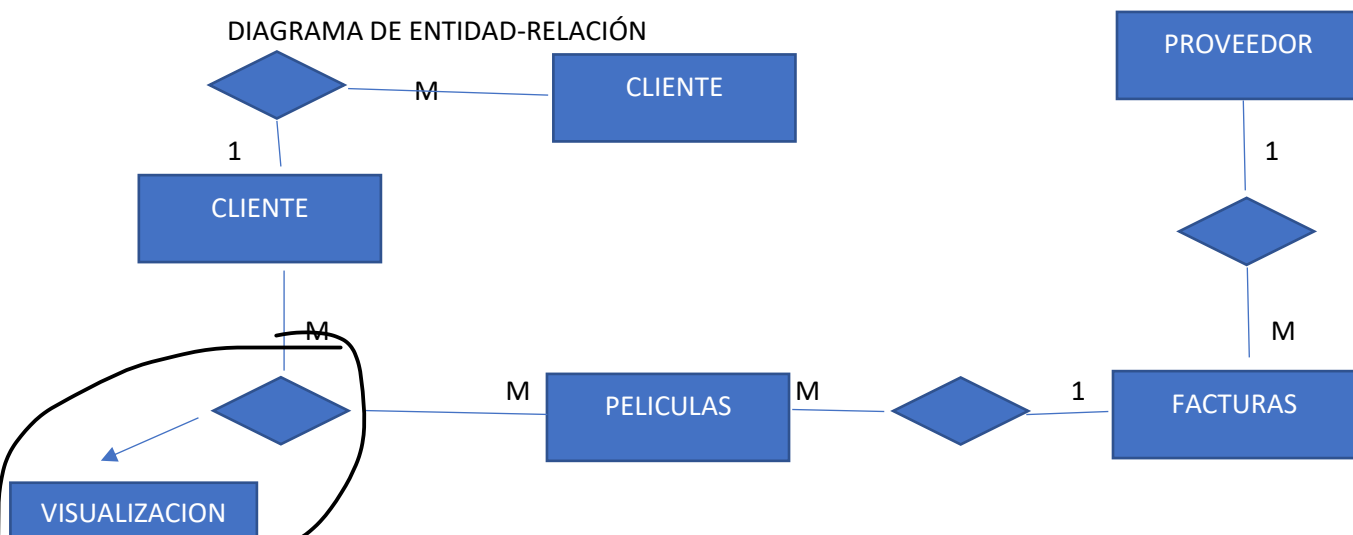 DIAGRAMA DE ENTIDAD-RELACIÓN
PROVEEDOR
M
CLIENTE
1
1
CLIENTE
M
M
M
PELICULAS
M
1
FACTURAS
VISUALIZACION